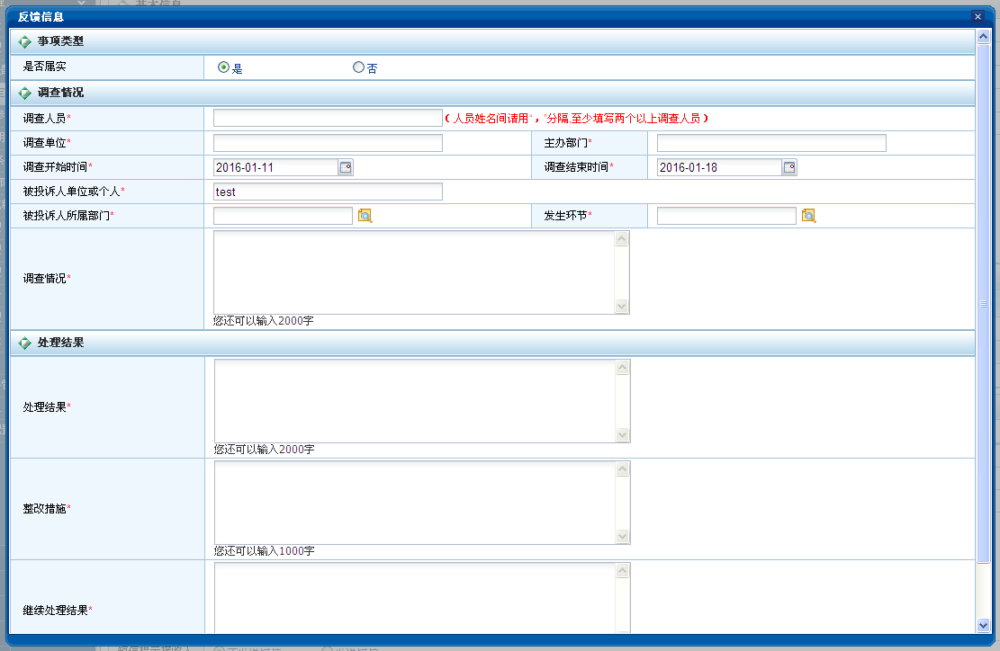 基本信息
反馈信息
事项类型
是否属实 是 否
调查情况
调查人员* (人员姓名间请用“，”分隔,至少填写两个以上调查人员)
调查单位* 主办部门*
调查开始时间* 2016-01-11 调查结束时间* 2016-01-18
被投诉人单位或个人* test
被投诉人所属部门* 发生环节*
调查情况*
您还可以输入2000字
处理结果
处理结果*
您还可以输入2000字
整改措施*
您还可以输入1000字
继续处理结果*